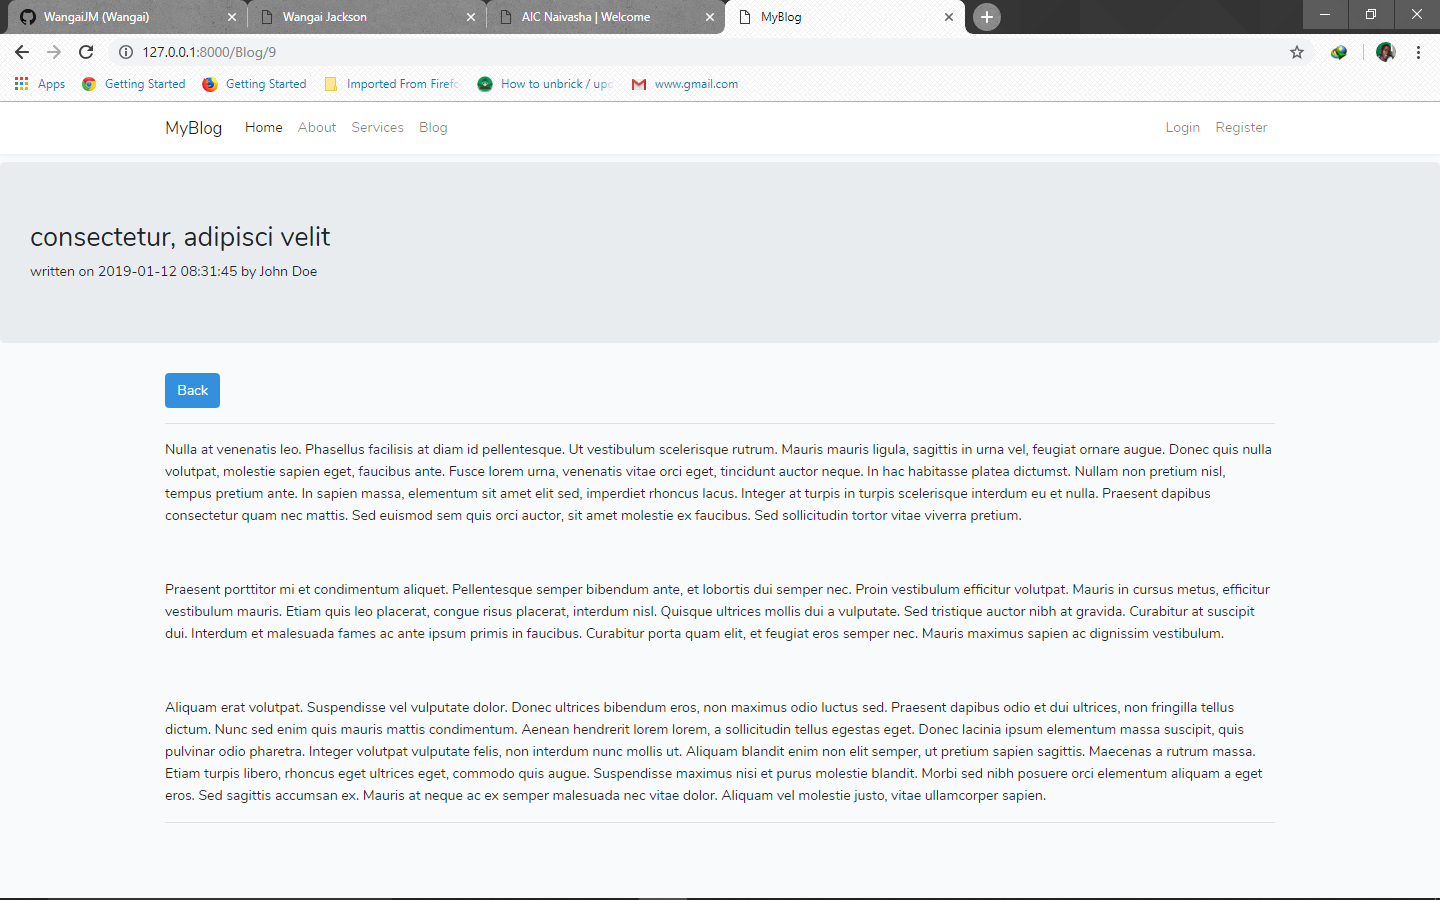 WangaiJM (Wangai)
Wangai Jackson
AIC Naivasha | Welcome
MyBlog
127.0.0.1:8000/Blog/9
Apps
Getting Started
Getting Started
Imported From Firefc
How to unbrick / upc
www.gmail.com
MyBlog Home About Services Blog Login Register
consectetur, adipisci velit
written on 2019-01-12 08:31:45 by John Doe
Back
Nulla at venenatis leo. Phasellus facilisis at diam id pellentesque. Ut vestibulum scelerisque rutrum. Mauris mauris ligula, sagittis in urna vel, feugiat ornare augue. Donec quis nulla
volutpat, molestie sapien eget, faucibus ante. Fusce lorem urna, venenatis vitae orci eget, tincidunt auctor neque. In hac habitasse platea dictumst. Nullam non pretium nisl,
tempus pretium ante. In sapien massa, elementum sit amet elit sed, imperdiet rhoncus lacus. Integer at turpis in turpis scelerisque interdum eu et nulla. Praesent dapibus
consectetur quam nec mattis. Sed euismod sem quis orci auctor, sit amet molestie ex faucibus. Sed sollicitudin tortor vitae viverra pretium.
Praesent porttitor mi et condimentum aliquet. Pellentesque semper bibendum ante, et lobortis dui semper nec. Proin vestibulum efficitur volutpat. Mauris in cursus metus, efficitur
vestibulum mauris. Etiam quis leo placerat, congue risus placerat, interdum nisl. Quisque ultrices mollis dui a vulputate. Sed tristique auctor nibh at gravida. Curabitur at suscipit
dui. Interdum et malesuada fames ac ante ipsum primis in faucibus. Curabitur porta quam elit, et feugiat eros semper nec. Mauris maximus sapien ac dignissim vestibulum.
Aliquam erat volutpat. Suspendisse vel vulputate dolor. Donec ultrices bibendum eros, non maximus odio luctus sed. Praesent dapibus odio et dui ultrices, non fringilla tellus
dictum. Nunc sed enim quis mauris mattis condimentum. Aenean hendrerit lorem lorem, a sollicitudin tellus egestas eget. Donec lacinia ipsum elementum massa suscipit, quis
pulvinar odio pharetra. Integer volutpat vulputate felis, non interdum nunc mollis ut. Aliquam blandit enim non elit semper, ut pretium sapien sagittis. Maecenas a rutrum massa.
Etiam turpis libero, rhoncus eget ultrices eget, commodo quis augue. Suspendisse maximus nisi et purus molestie blandit. Morbi sed nibh posuere orci elementum aliquam a eget
eros. Sed sagittis accumsan ex. Mauris at neque ac ex semper malesuada nec vitae dolor. Aliquam vel molestie justo, vitae ullamcorper sapien.